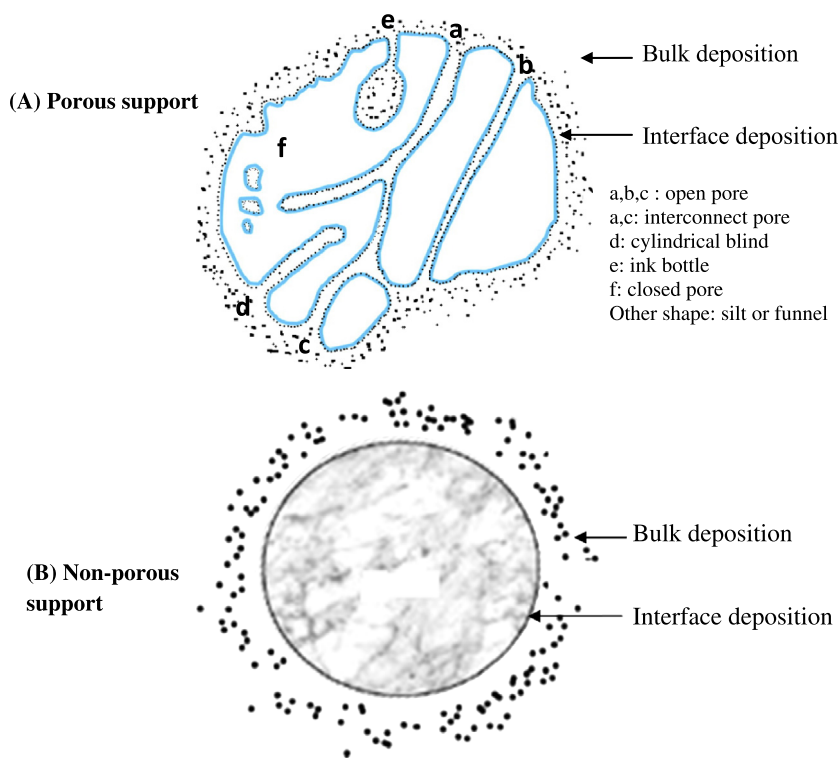 e
a
b
Bulk deposition
(A) Porous support
Interface deposition
f
a,b,c : open pore
a,c: interconnect pore
d: cylindrical blind
e: ink bottle
f: closed pore
Other shape: silt or funnel
d
c
Bulk deposition
(B) Non-porous
support
Interface deposition